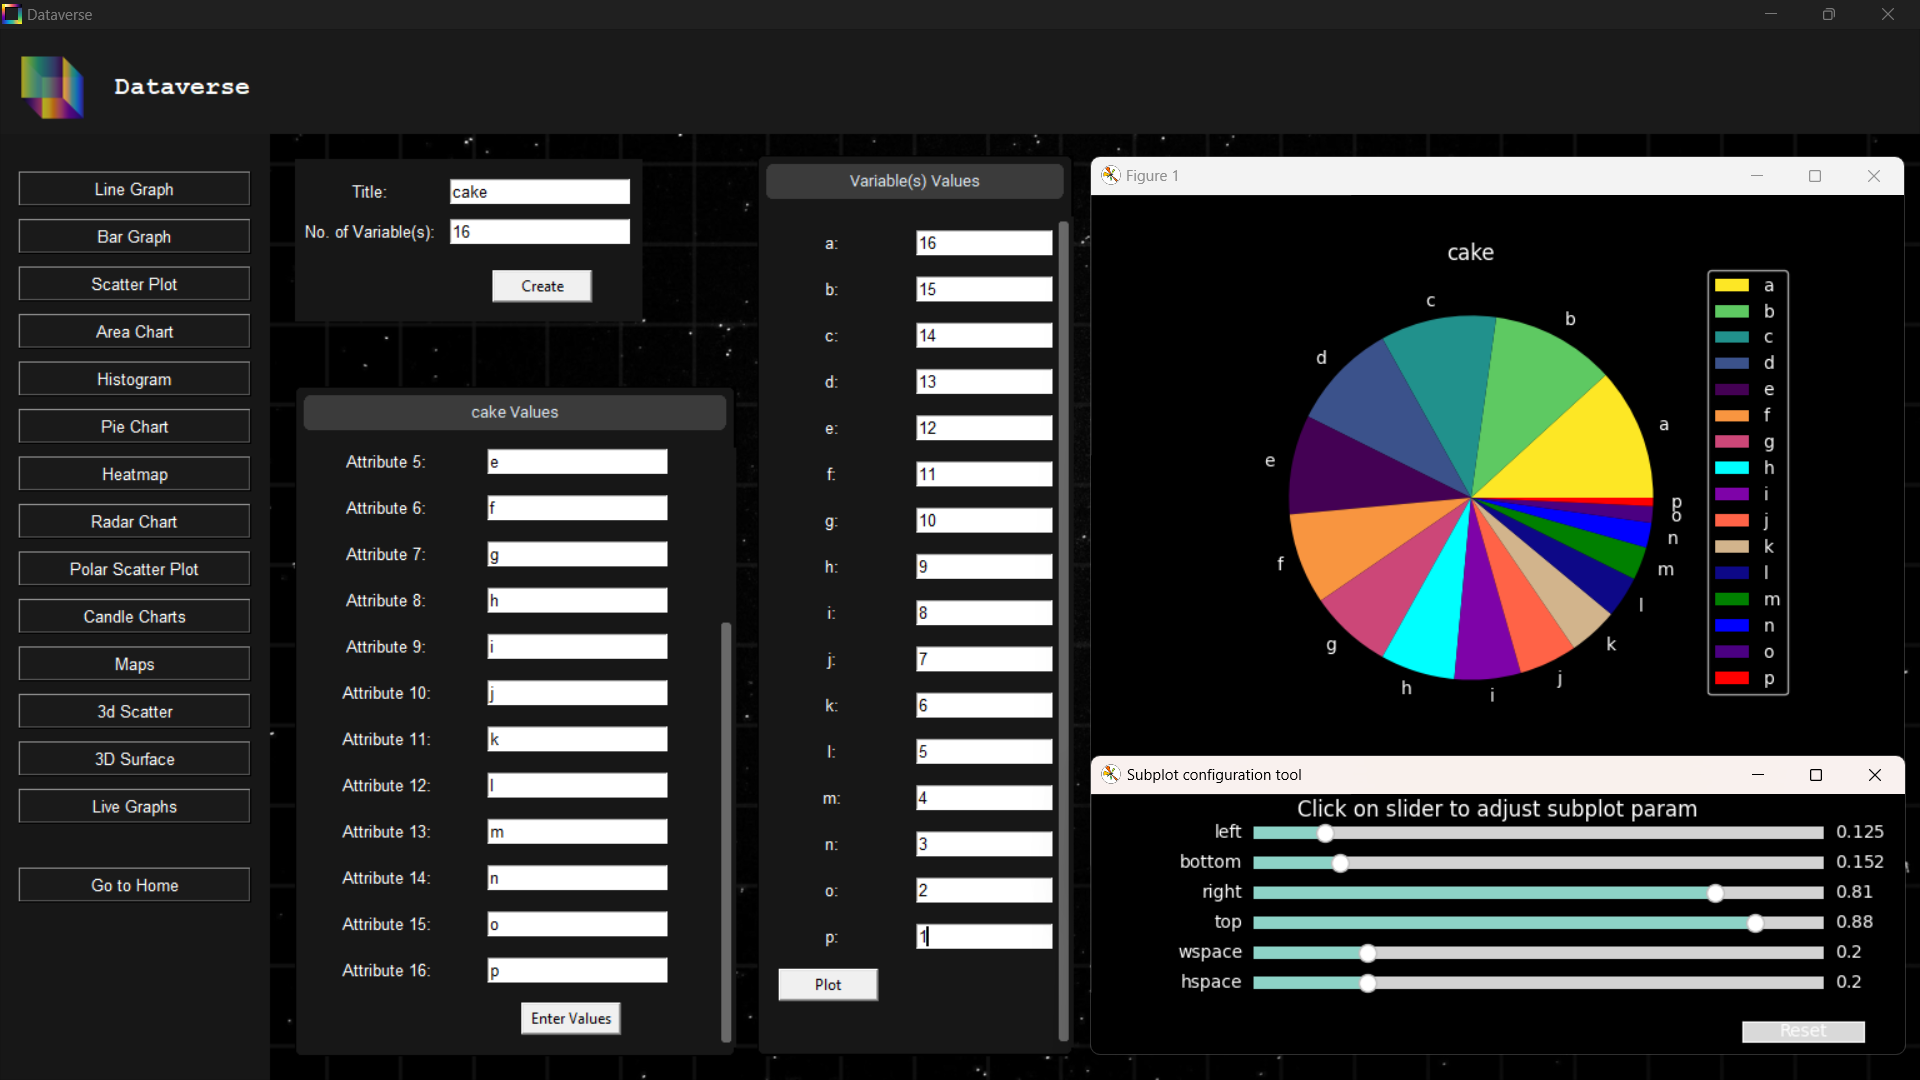 Dataverse
Dataverse
Line Graph
Bar Graph
Scatter Plot
Area Chart
Histogram
Pie Chart
Heatmap
Radar Chart
Polar Scatter Plot
Candle Charts
Maps
3d Scatter
3D Surface
Live Graphs
Go to Home
Title: cake
No. of Variable(s): 16
Create
cake Values
Attribute 5: e
Attribute 6: f
Attribute 7: g
Attribute 8: h
Attribute 9: i
Attribute 10: j
Attribute 11: k
Attribute 12: l
Attribute 13: m
Attribute 14: n
Attribute 15: o
Attribute 16: p
Enter Values
Variable(s) Values
a: 16
b: 15
c: 14
d: 13
e: 12
f: 11
g: 10
h: 9
i: 8
j: 7
k: 6
l: 5
m: 4
n: 3
o: 2
p: 1
Plot
Figure 1
cake
a
b
c
d
e
f
g
h
i
j
k
l
m
n
o
p
a
b
c
d
e
f
g
h
i
j
k
l
m
n
o
p
Subplot configuration tool
Click on slider to adjust subplot param
left 0.125
bottom 0.152
right 0.81
top 0.88
wspace 0.2
hspace 0.2
Reset